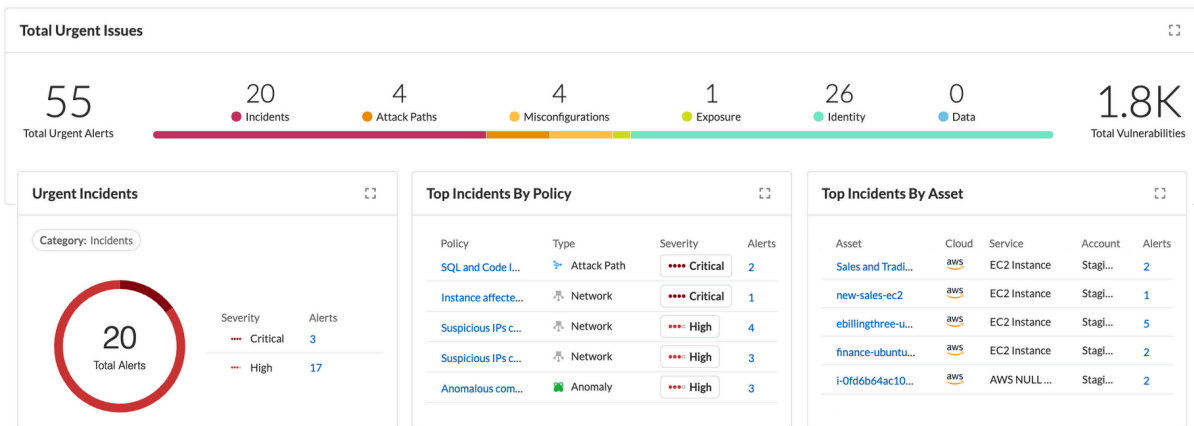 Total Urgent Issues
55
Total Urgent Alerts
20
Incidents
4
Attack Paths
4
Misconfigurations
1
Exposure
26
Identity
0
Data
1.8K
Total Vulnerabilities
Urgent Incidents
Category: Incidents
20
Total Alerts
Severity Alerts
Critical 3
High 17
Top Incidents By Policy
Policy Type Severity Alerts
SQL and Code I... Attack Path Critical 2
Instance affecte... Network Critical 1
Suspicious IPs c... Network High 4
Suspicious IPs c... Network High 3
Anomalous com... Anomaly High 3
Top Incidents By Asset
Asset Cloud Service Account Alerts
Sales and Tradi... aws EC2 Instance Stagi... 2
new-sales-ec2 aws EC2 Instance Stagi... 1
ebillingthree-u... aws EC2 Instance Stagi... 5
finance-ubuntu... aws EC2 Instance Stagi... 2
i-0fd6b64ac10... aws AWS NULL ... Stagi... 2